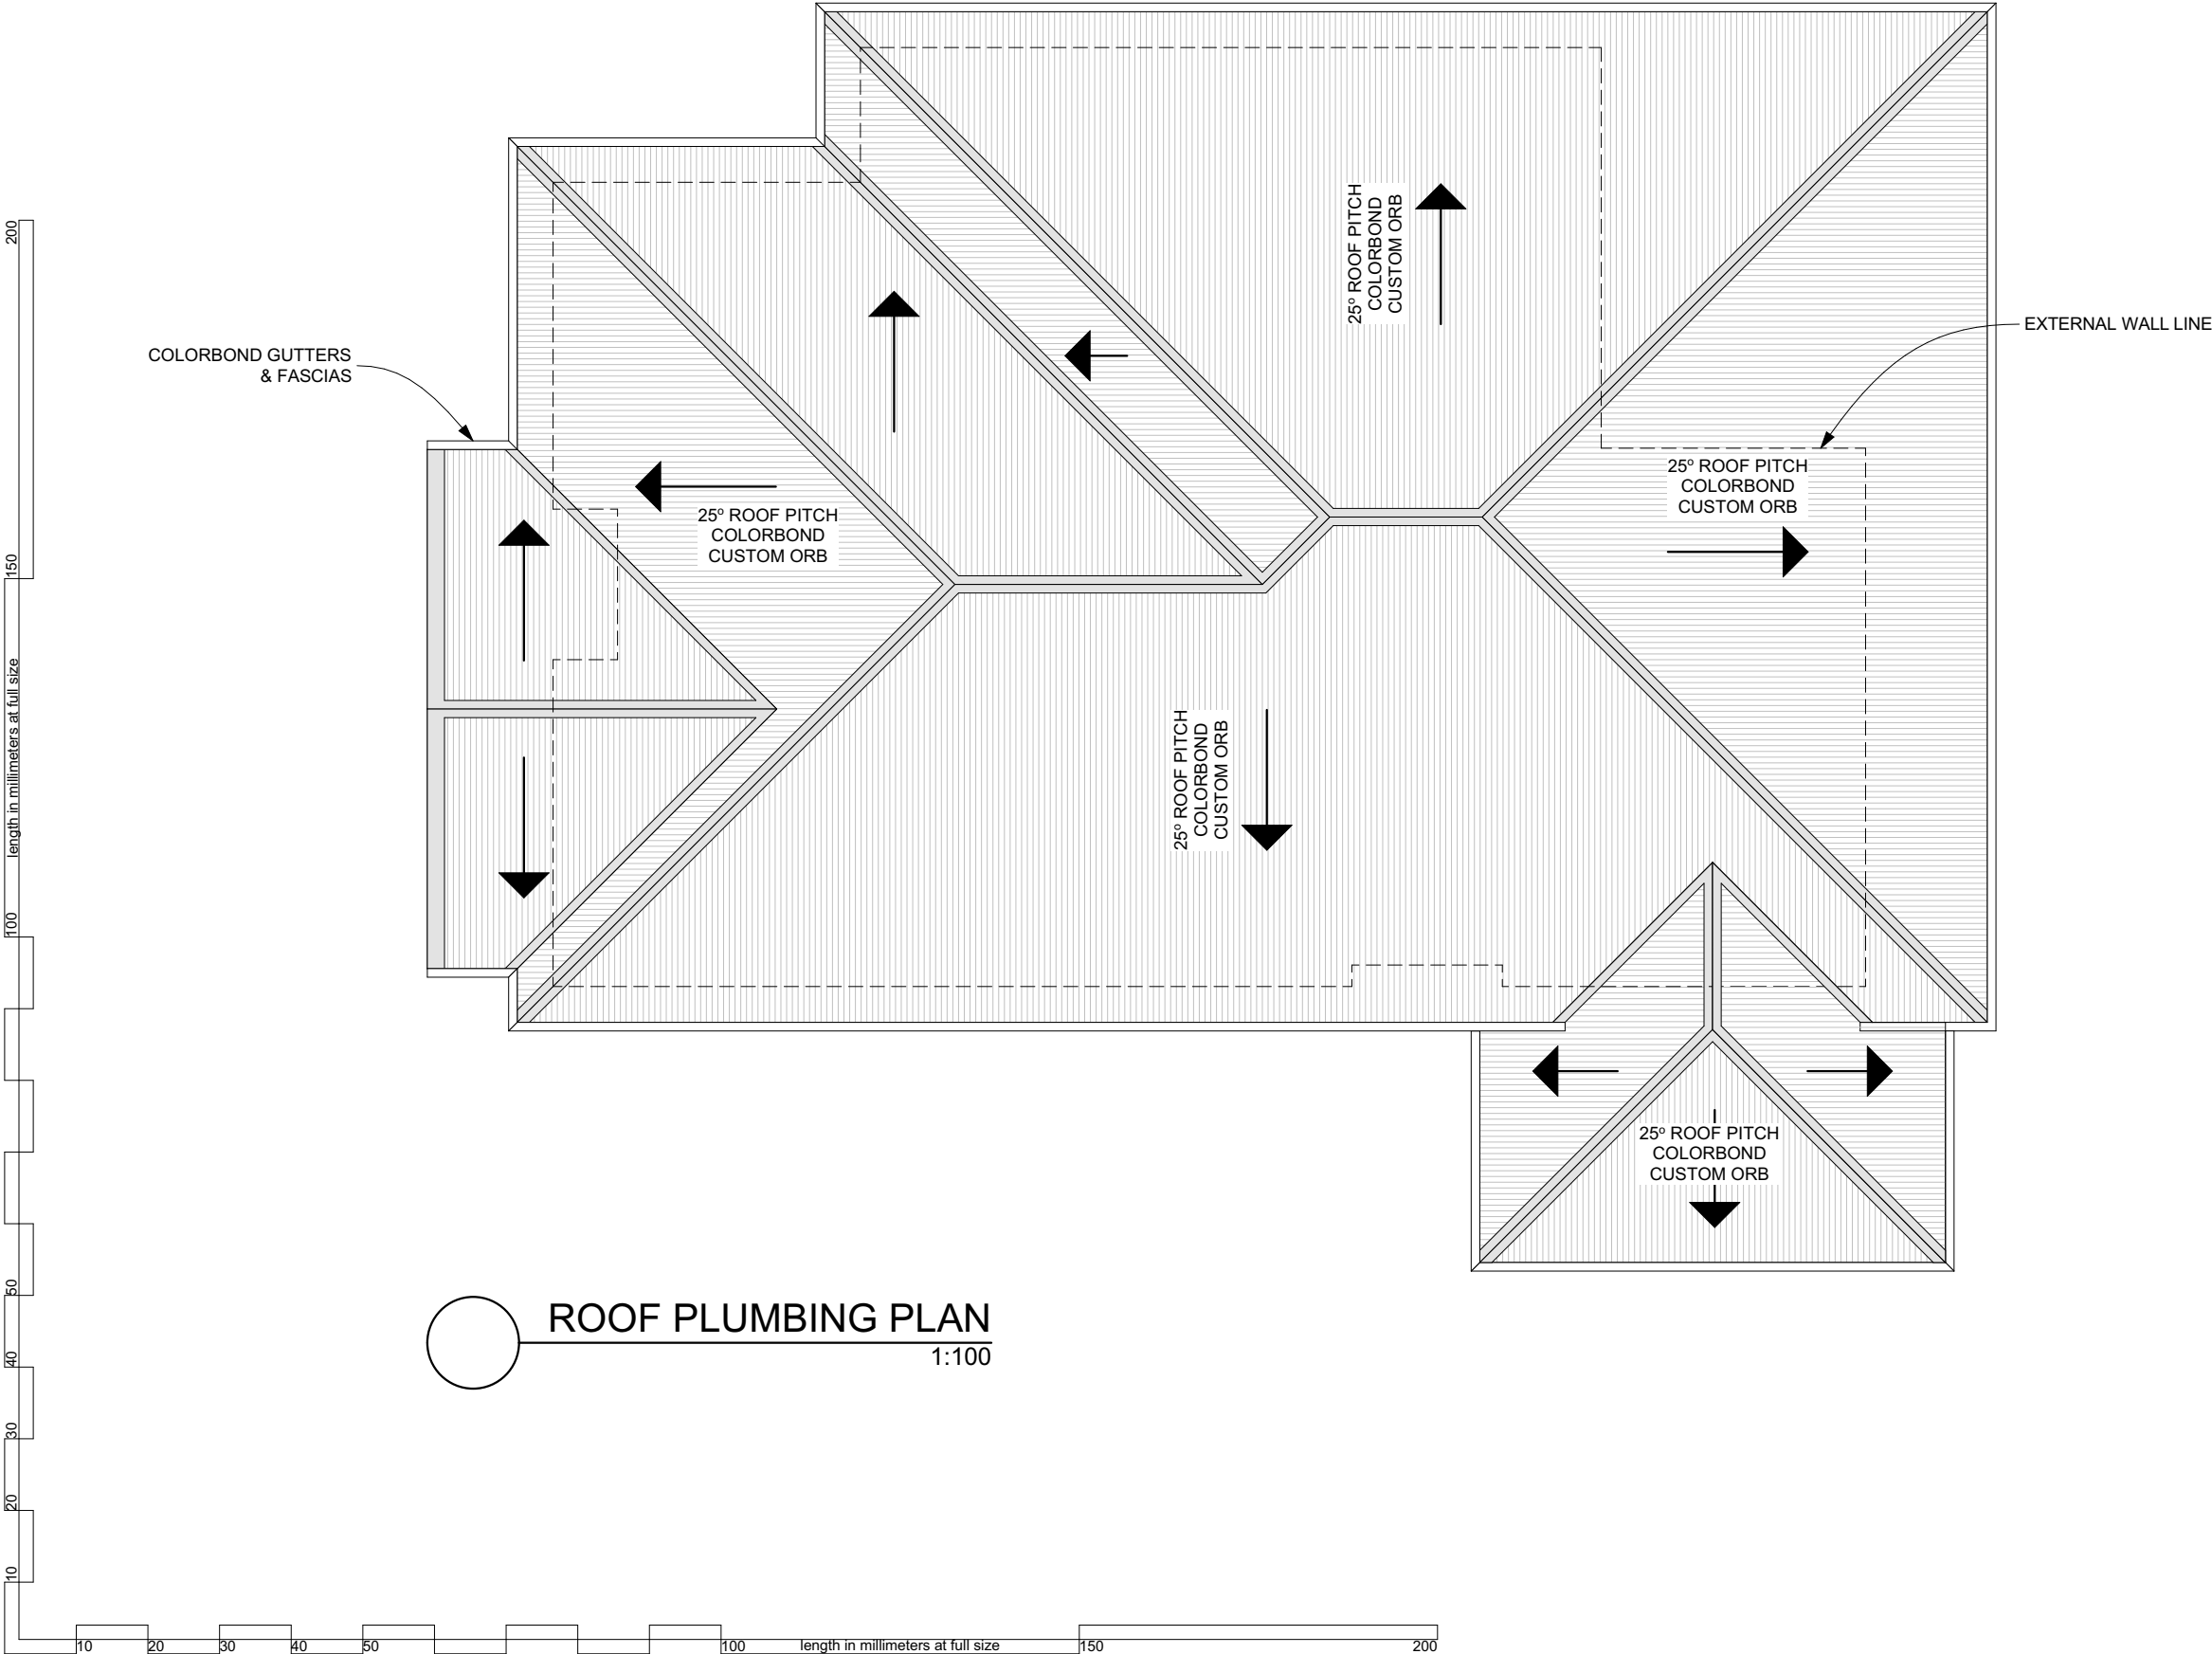 25º ROOF PITCH
COLORBOND
CUSTOM ORB
EXTERNAL WALL LINE
COLORBOND GUTTERS
& FASCIAS
25º ROOF PITCH
COLORBOND
CUSTOM ORB
25º ROOF PITCH
COLORBOND
CUSTOM ORB
25º ROOF PITCH
COLORBOND
CUSTOM ORB
25º ROOF PITCH
COLORBOND
CUSTOM ORB
ROOF PLUMBING PLAN
1:100
200
150
length in millimeters at full size
100
50
40
30
20
10
10
20
30
40
50
100
length in millimeters at full size
150
200